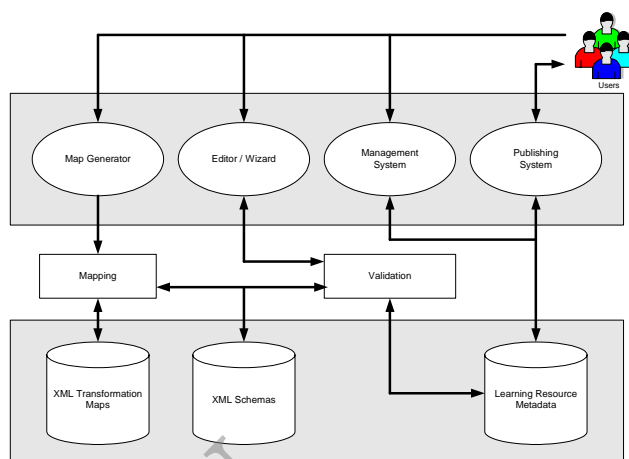 Users
Map Generator
Editor / Wizard
Management
System
Publishing
System
Mapping
Validation
XML Transformation
Maps
XML Schemas
Learning Resource
Metadata